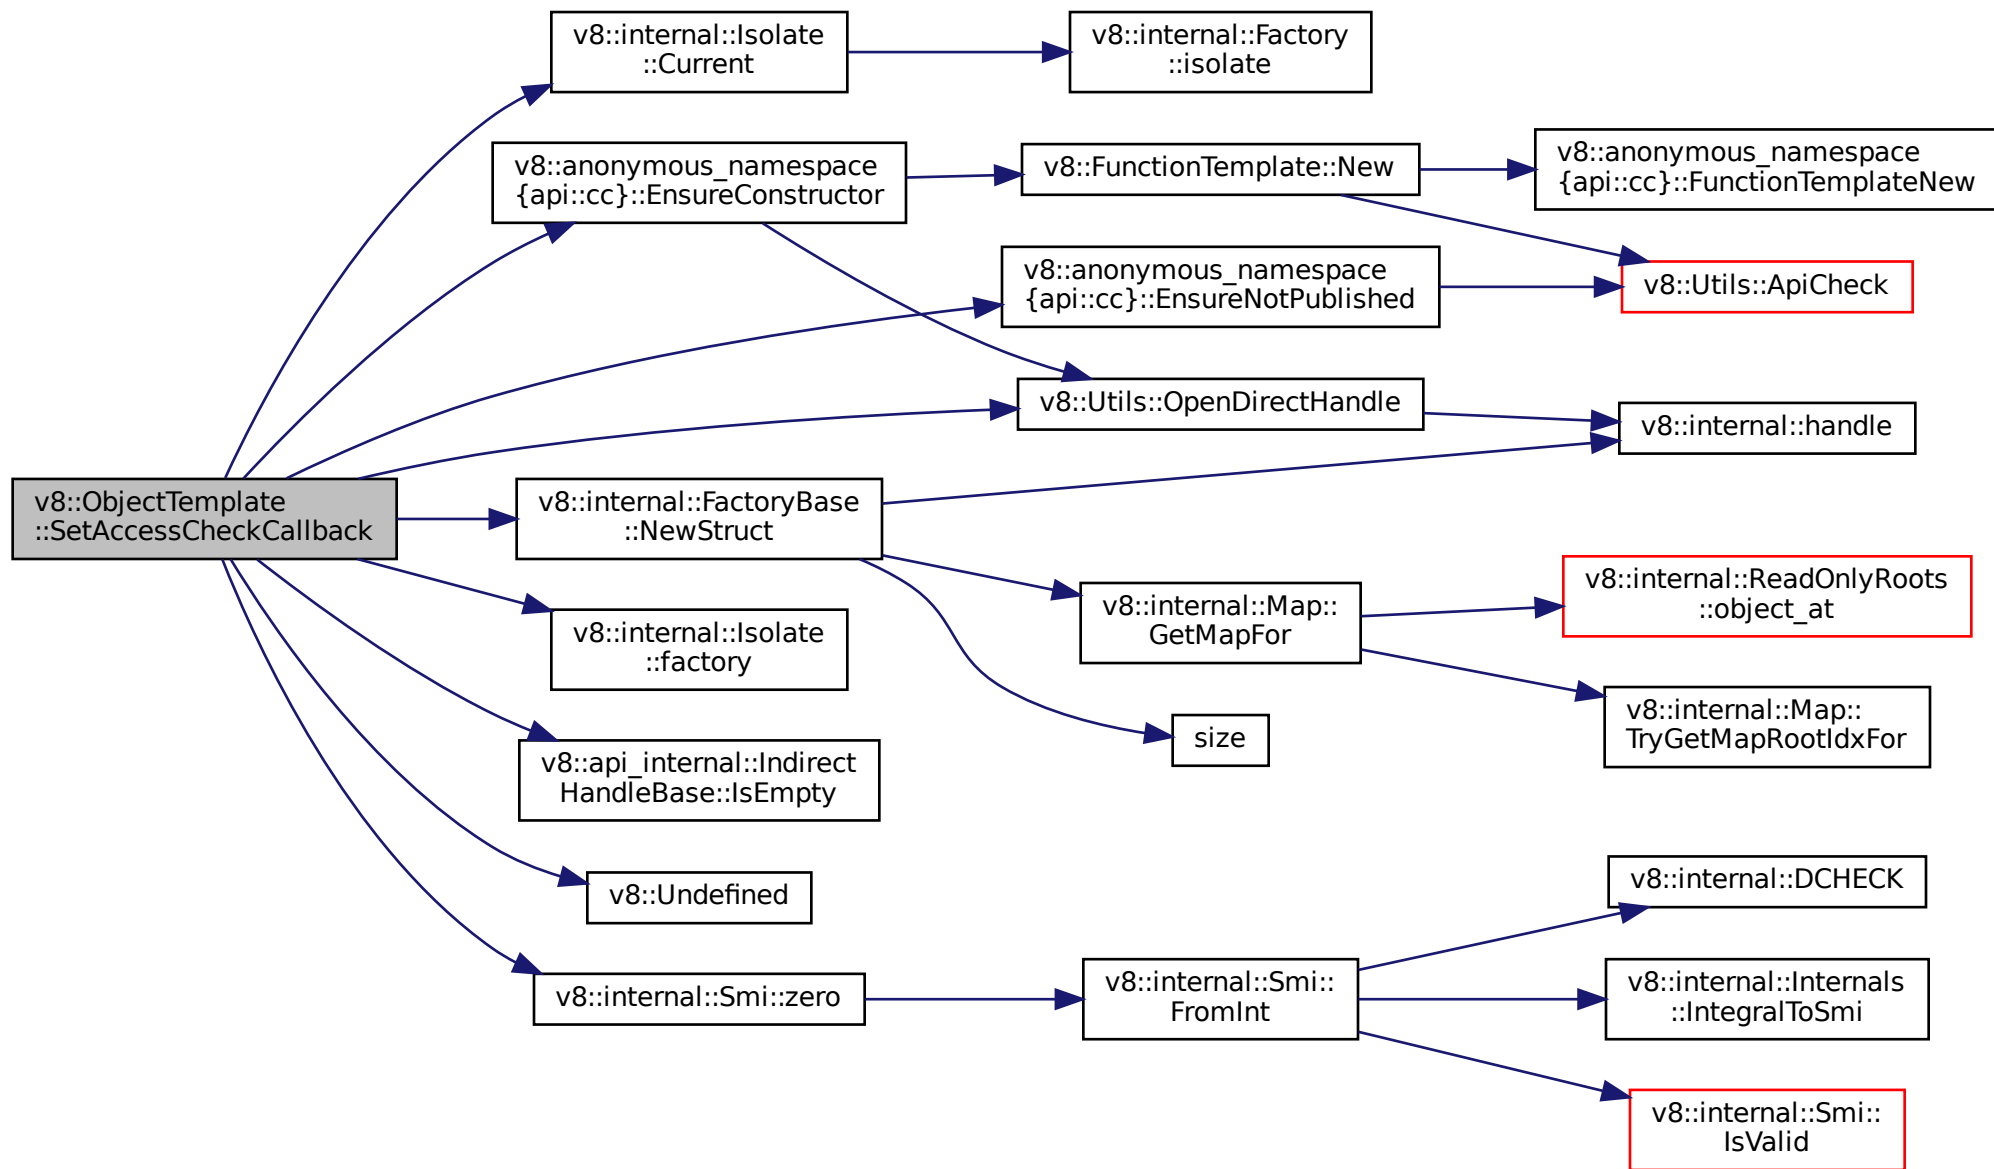 v8::internal::Isolate
::Current
v8::internal::Factory
::isolate
v8::anonymous_namespace
{api::cc}::EnsureConstructor
v8::FunctionTemplate::New
v8::anonymous_namespace
{api::cc}::FunctionTemplateNew
v8::anonymous_namespace
{api::cc}::EnsureNotPublished
v8::Utils::ApiCheck
v8::Utils::OpenDirectHandle
v8::internal::handle
v8::ObjectTemplate
::SetAccessCheckCallback
v8::internal::FactoryBase
::NewStruct
v8::internal::Map::
GetMapFor
v8::internal::ReadOnlyRoots
::object_at
v8::internal::Isolate
::factory
v8::internal::Map::
TryGetMapRootIdxFor
size
v8::api_internal::Indirect
HandleBase::IsEmpty
v8::Undefined
v8::internal::DCHECK
v8::internal::Smi::zero
v8::internal::Smi::
FromInt
v8::internal::Internals
::IntegralToSmi
v8::internal::Smi::
IsValid